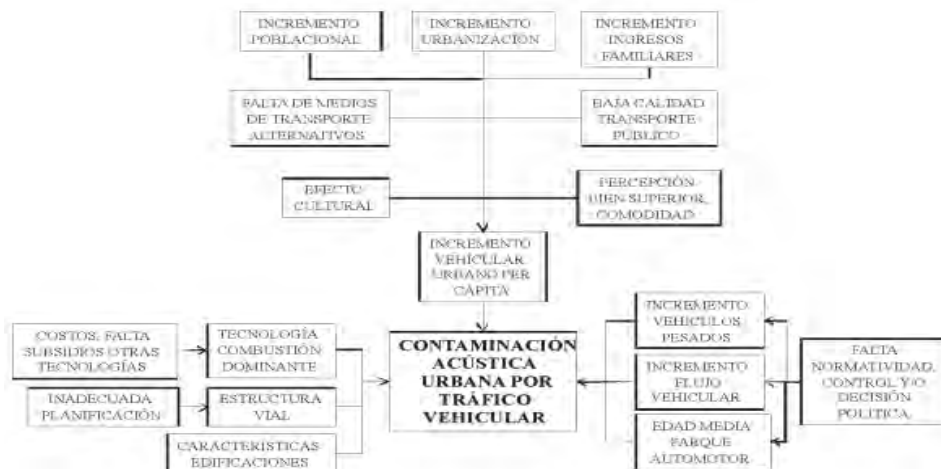 INCREMENTO
POBLACIONAL
INCREMENTO
URBANIZACIÓN
INCREMENTO
INGRESOS
FAMILIARES
FALTA DE MEDIOS
DE TRANSPORTE
ALTERNATIVOS
BAJA CALIDAD
TRANSPORTE
PÚBLICO
EFECTO
CULTURAL
PERCEPCIÓN
BIEN SUPERIOR,
COMODIDAD
INCREMENTO
VEHÍCULAR
URBANO PER
CÁPITA
COSTOS, FALTA
SUBSIDIOS OTRAS
TECNOLOGÍAS
TECNOLOGÍA
COMBUSTIÓN
DOMINANTE
INADECUADA
PLANIFICACIÓN
ESTRUCTURA
VIAL
CARACTERÍSTICAS
EDIFICACIONES
CONTAMINACIÓN
ACÚSTICA
URBANA POR
TRÁFICO
VEHICULAR
INCREMENTO
VEHÍCULOS
PESADOS
INCREMENTO
FLUJO
VEHICULAR
EDAD MEDIA
PARQUE
AUTOMOTOR
FALTA
NORMATIVIDAD,
CONTROL Y/O
DECISIÓN
POLÍTICA